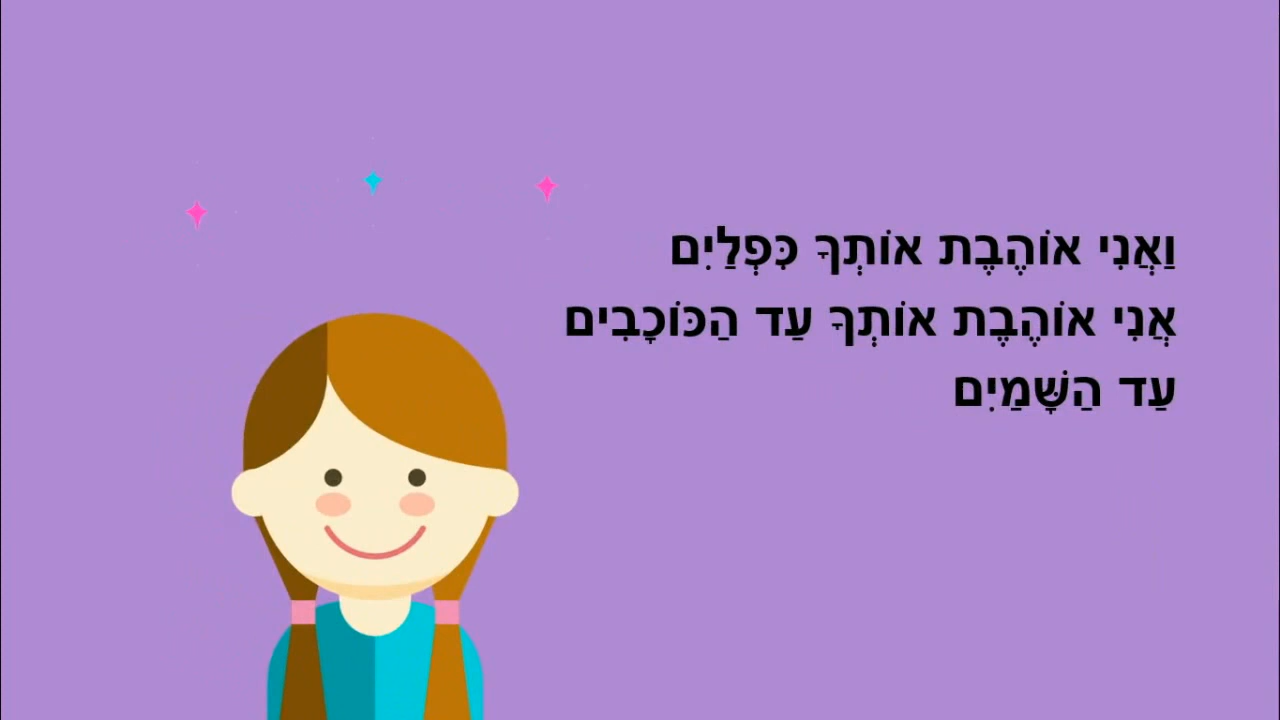 וַאֲנִי אוֹהֶבֶת אוֹתְךָ כִּפְלַיִם
אֲנִי אוֹהֶבֶת אוֹתְךָ עַד הַכּוֹכָבִים
עַד הַשָּׁמַיִם